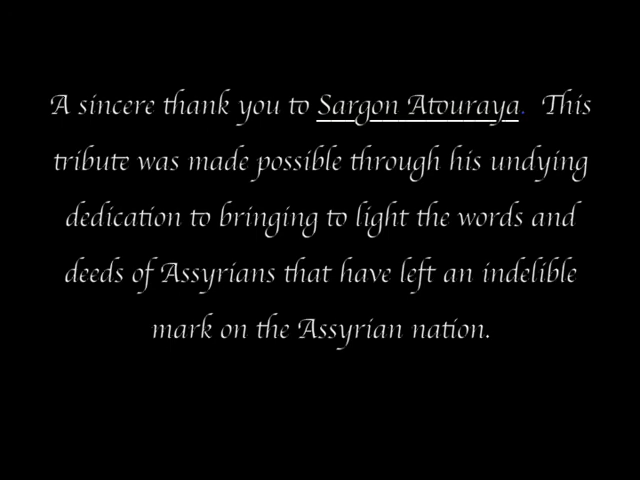 A sincere thank you to Sargon Atouraya. This
tribute was made possible through his undying
dedication to bringing to light the words and
deeds of Assyrians that have left an indelible
mark on the Assyrian nation.